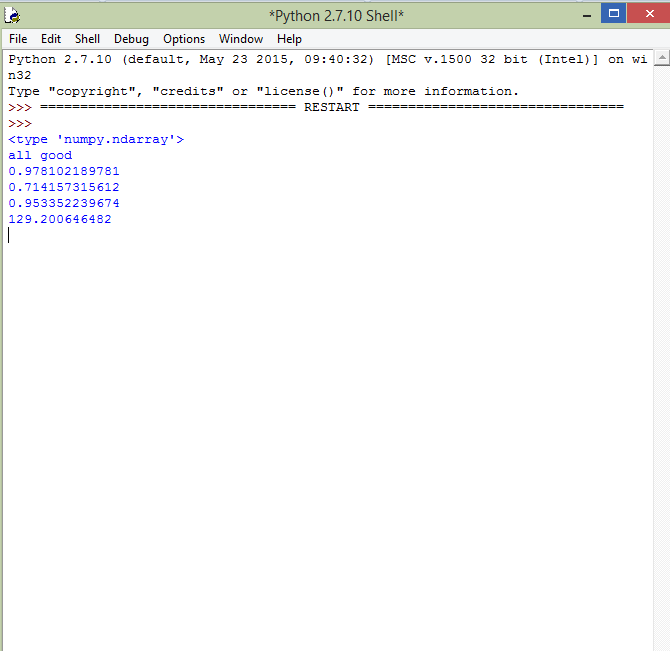 *Python 2.7.10 Shell*
File Edit Shell Debug Options Window Help
Python 2.7.10 (default, May 23 2015, 09:40:32) [MSC v.1500 32 bit (Intel)] on wi
n32
Type "copyright", "credits" or "license()" for more information.
>>> ================================ RESTART ================================
>>>
<type 'numpy.ndarray'>
all good
0.978102189781
0.714157315612
0.953352239674
129.200646482